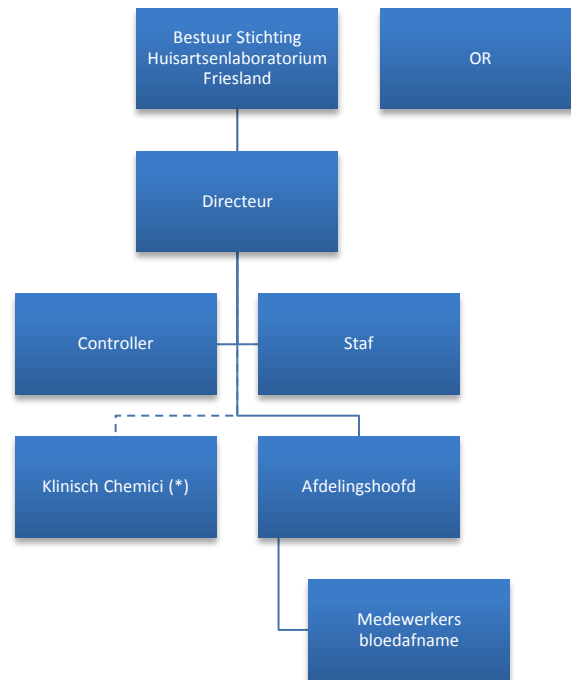 Bestuur Stichting
Huisartsenlaboratorium
Friesland
OR
Directeur
Controller
Staf
Klinisch Chemici (*)
Afdelingshoofd
Medewerkers
bloedafname